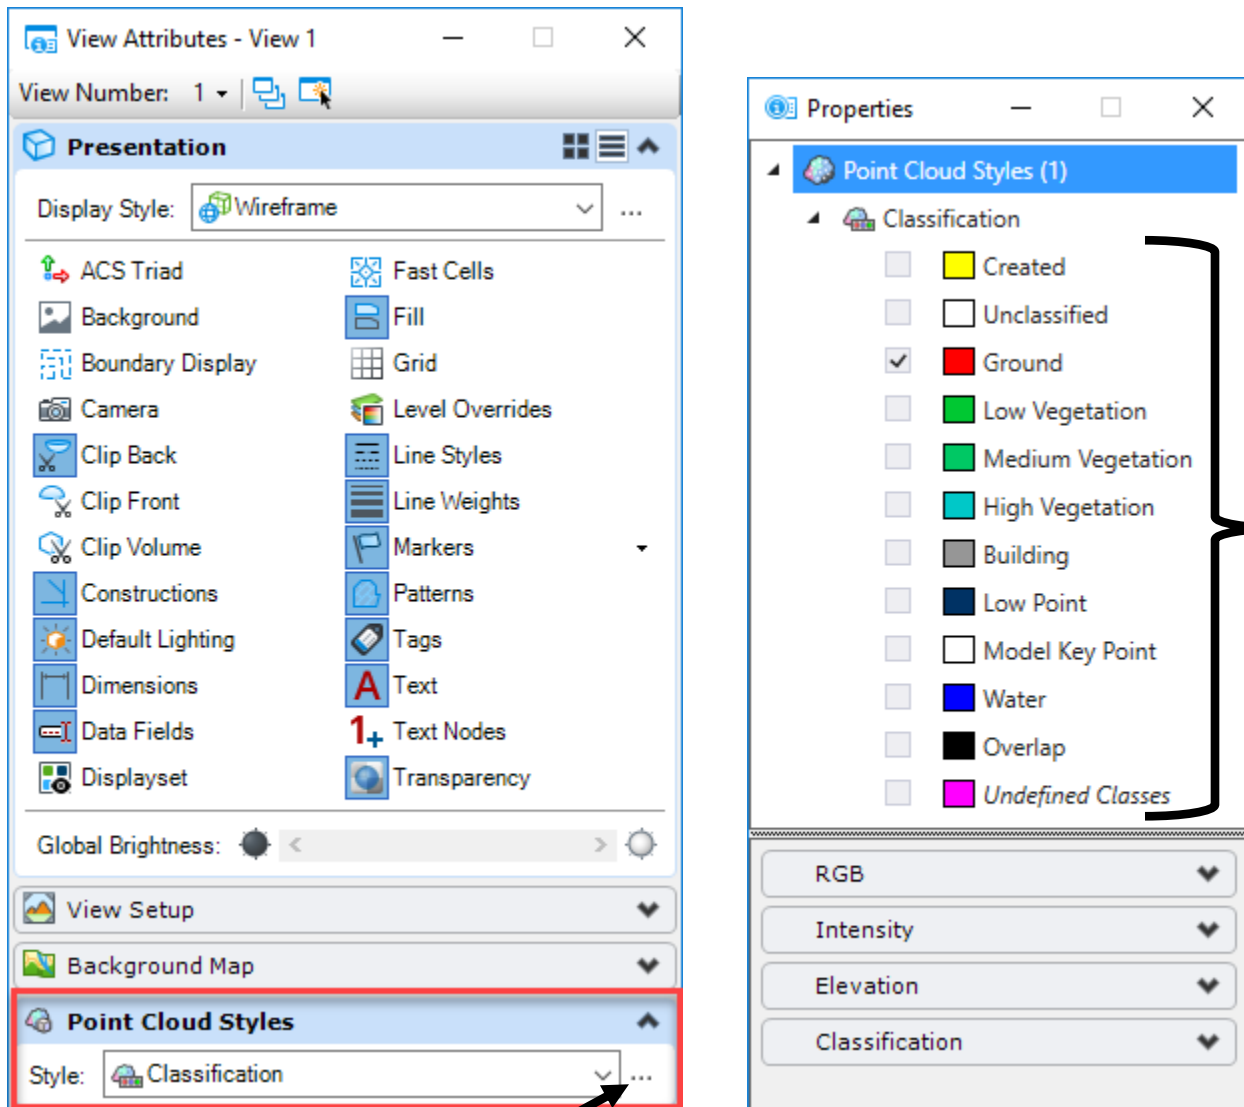 View Attributes - View 1
View Number: 1
Presentation
Display Style: Wireframe ...
ACS Triad Fast Cells
Background Fill
Boundary Display Grid
Camera Level Overrides
Clip Back Line Styles
Clip Front Line Weights
Clip Volume Markers
Constructions Patterns
Default Lighting Tags
Dimensions Text
Data Fields Text Nodes
Displayset Transparency
Global Brightness:
View Setup
Background Map
Point Cloud Styles
Style: Classification ...
Properties
Point Cloud Styles (1)
Classification
Created
Unclassified
Ground
Low Vegetation
Medium Vegetation
High Vegetation
Building
Low Point
Model Key Point
Water
Overlap
Undefined Classes
RGB
Intensity
Elevation
Classification